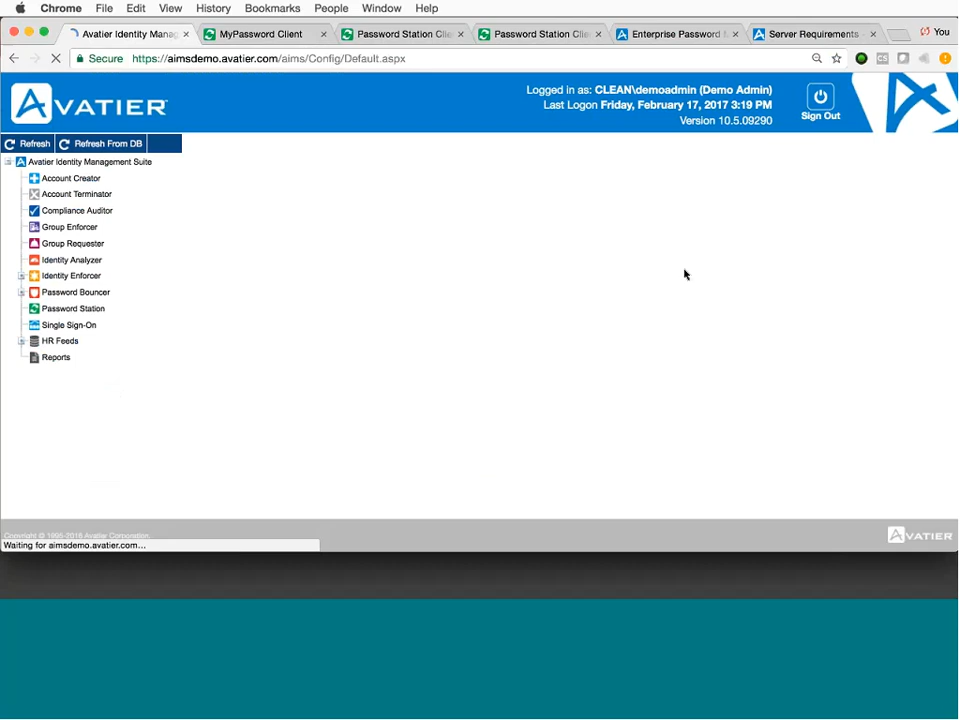 Chrome File Edit View History Bookmarks People Window Help
Avatier Identity Manag MyPassword Client Password Station Clie Password Station Clie Enterprise Password M Server Requirements You
Secure https://aimsdemo.avatier.com/aims/Config/Default.aspx
AVATIER
Logged in as: CLEAN\demoadmin (Demo Admin)
Last Logon Friday, February 17, 2017 3:19 PM
Version 10.5.09290
Sign Out
Refresh Refresh From DB
Avatier Identity Management Suite
Account Creator
Account Terminator
Compliance Auditor
Group Enforcer
Group Requester
Identity Analyzer
Identity Enforcer
Password Bouncer
Password Station
Single Sign-On
HR Feeds
Reports
Copyright © 1995-2016 Avatier Corporation.
Waiting for aimsdemo.avatier.com...
AVATIER